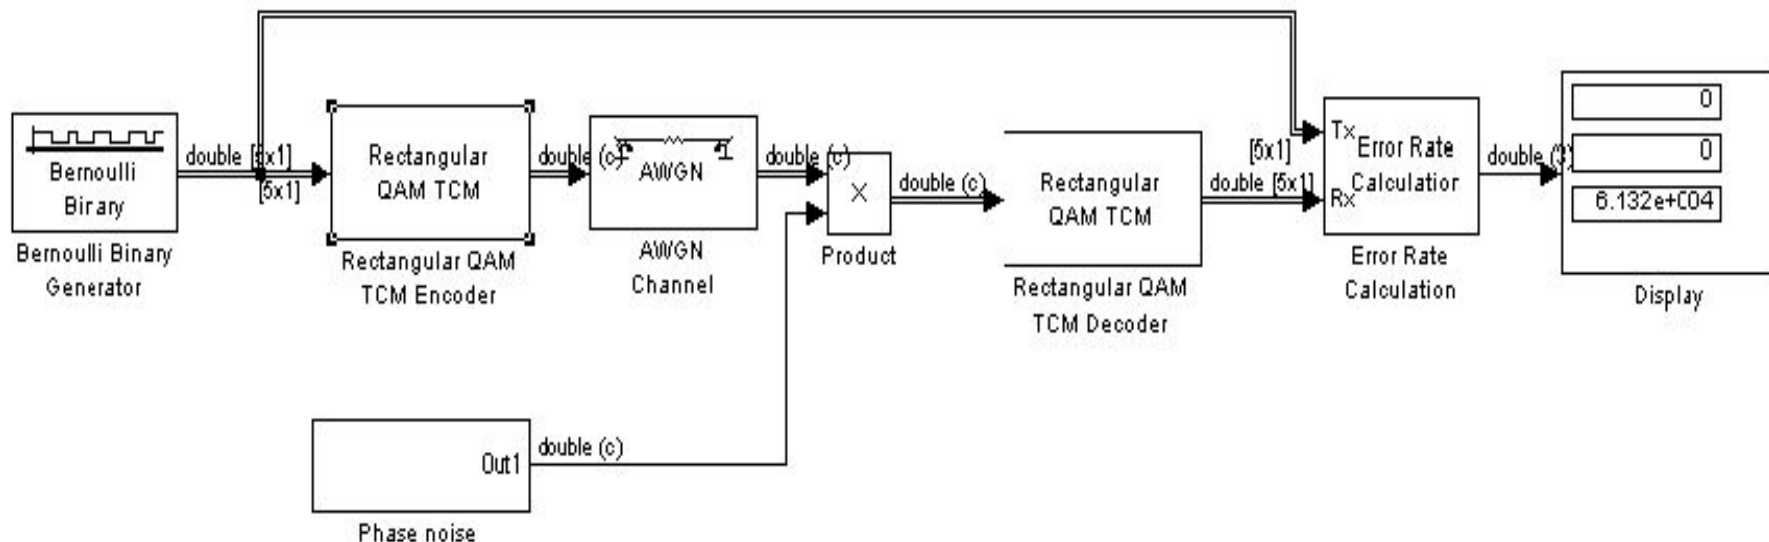 Bernoulli
Birary
Bernoulli Binary
Generator
double [5x1]
[5x1]
Rectangular
QAM TCM
Rectangular QAM
TCM Encoder
double (c)
AWGN
AWGN
Channel
double (c)
×
Product
double (c)
Rectangular
QAM TCM
Rectangular QAM
TCM Decoder
[5x1]
double [5x1]
Tx
Rx
Error Rate
Calculatior
Error Rate
Calculation
double (3)
0
0
6.132e+004
Display
Out1
double (c)
Phase noise